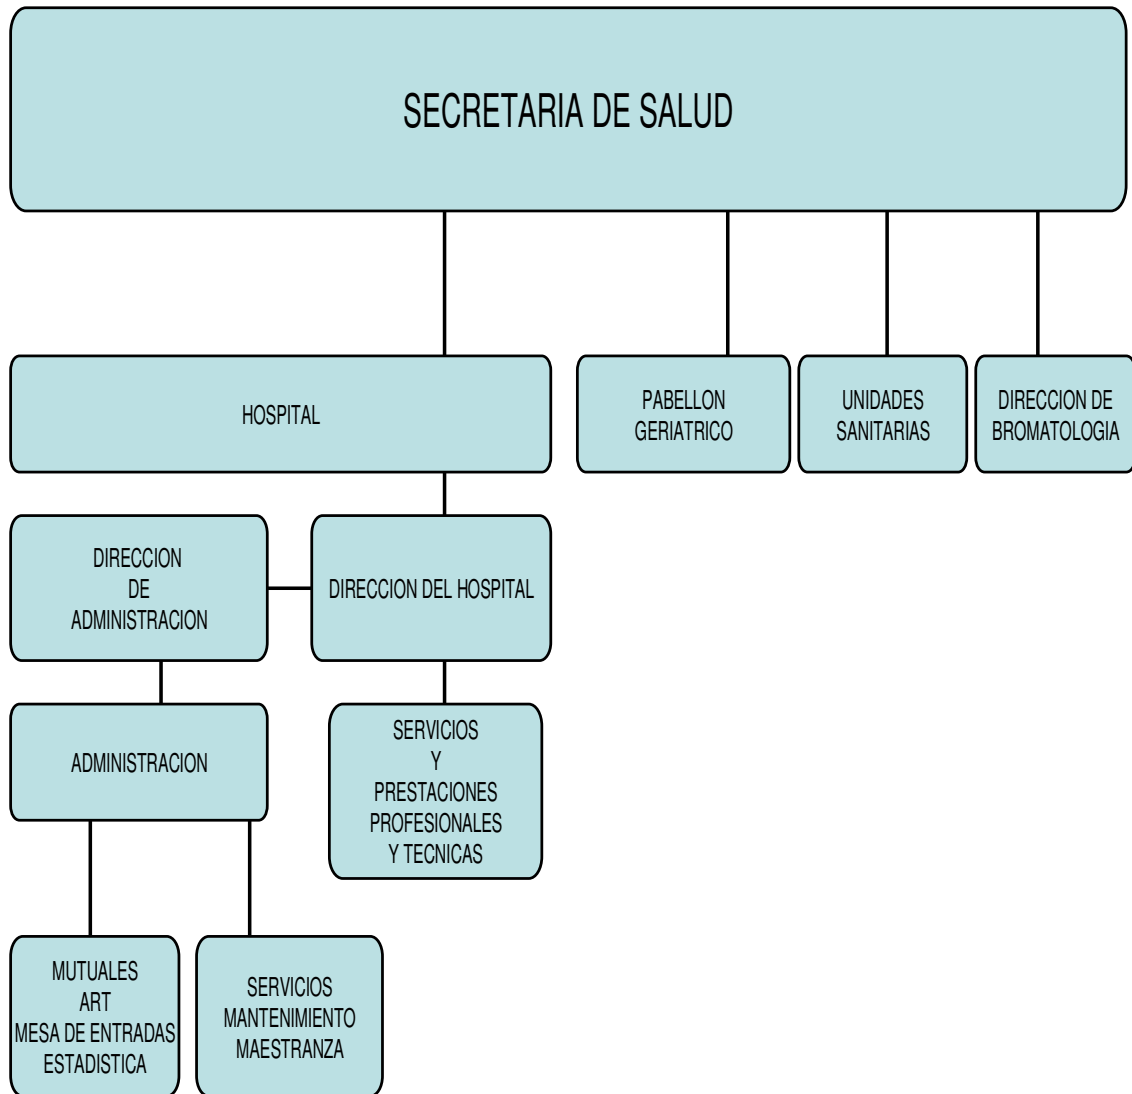 SECRETARIA DE SALUD
HOSPITAL
PABELLON
GERIATRICO
UNIDADES
SANITARIAS
DIRECCION DE
BROMATOLOGIA
DIRECCION
DE
ADMINISTRACION
DIRECCION DEL HOSPITAL
ADMINISTRACION
SERVICIOS
Y
PRESTACIONES
PROFESIONALES
Y TECNICAS
MUTUALES
ART
MESA DE ENTRADAS
ESTADISTICA
SERVICIOS
MANTENIMIENTO
MAESTRANZA